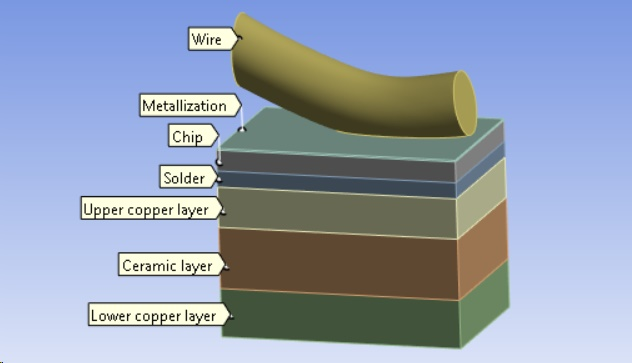 Wire
Metallization
Chip
Solder
Upper copper layer
Ceramic layer
Lower copper layer